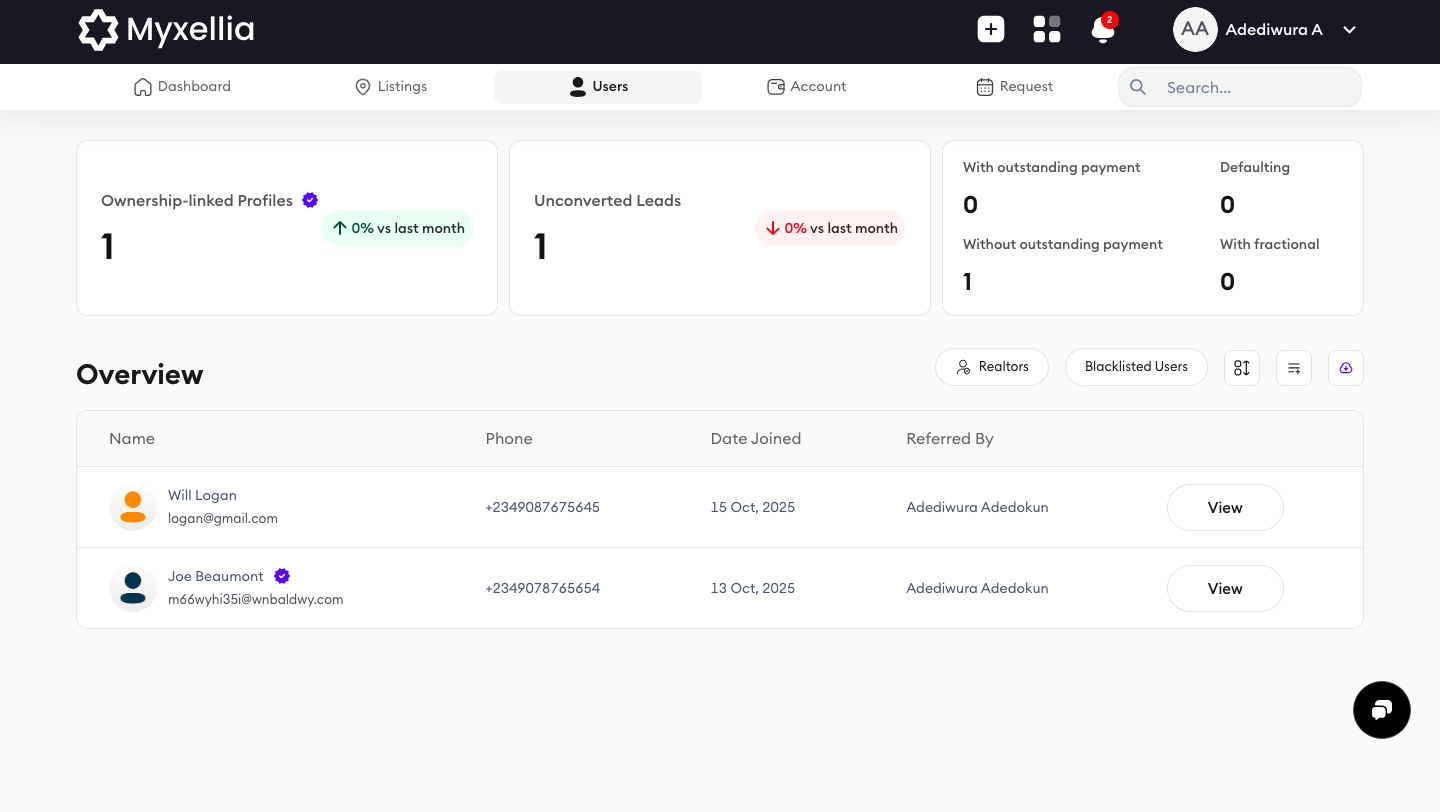 Myxellia
2
AA
Adediwura A
Dashboard
Listings
Users
Account
Request
Search...
Ownership-linked Profiles
1
0% vs last month
Unconverted Leads
1
0% vs last month
With outstanding payment
Defaulting
0
0
Without outstanding payment
With fractional
1
0
Overview
Realtors
Blacklisted Users
Name
Phone
Date Joined
Referred By
Will Logan
logan@gmail.com
+2349087675645
15 Oct, 2025
Adediwura Adedokun
View
Joe Beaumont
m66wyhi35i@wnbaldwy.com
+2349078765654
13 Oct, 2025
Adediwura Adedokun
View